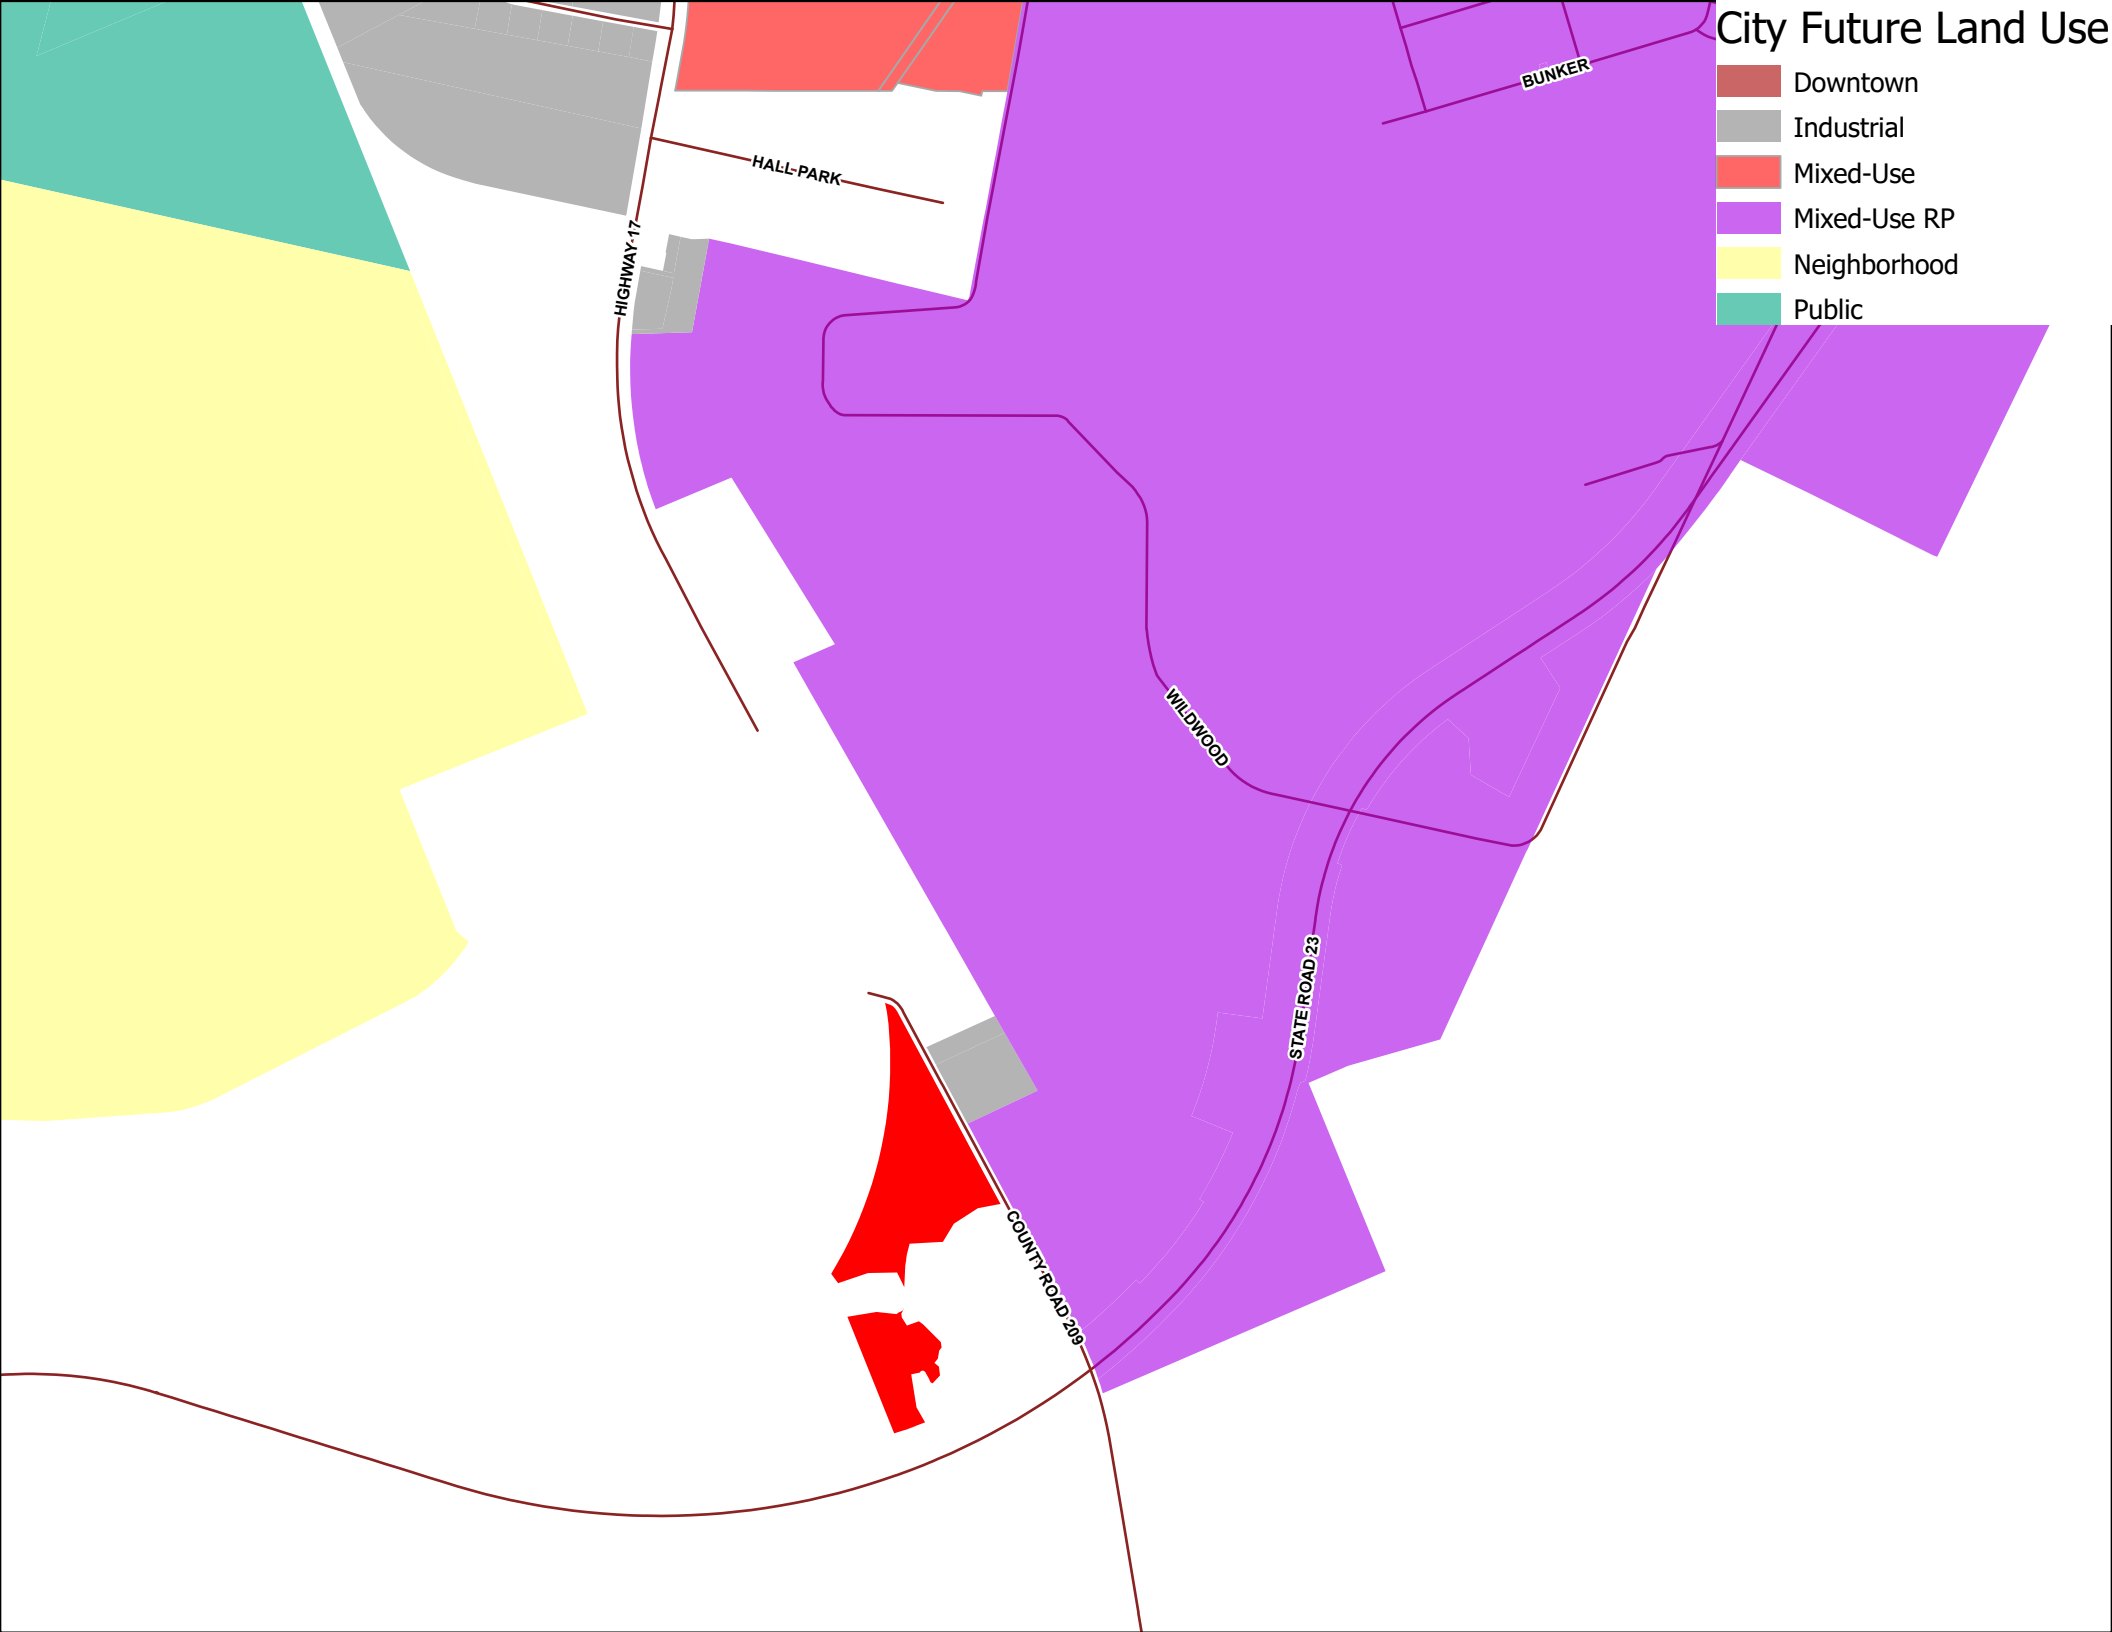 City Future Land Use
Downtown
Industrial
Mixed-Use
Mixed-Use RP
Neighborhood
Public
BUNKER
HALL PARK
HIGHWAY 17
WILDWOOD
STATE ROAD 23
COUNTY ROAD 209